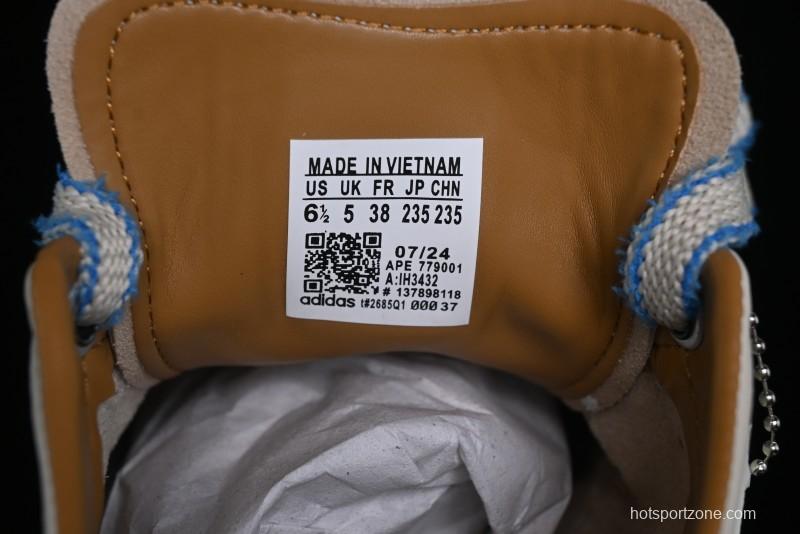 MADE IN VIETNAM
US UK FR JP CHN
6½ 5 38 235 235
07/24
APE 779001
A:IH3432
# 137898118
adidas t#2685Q1 000 37
hotsportzone.com